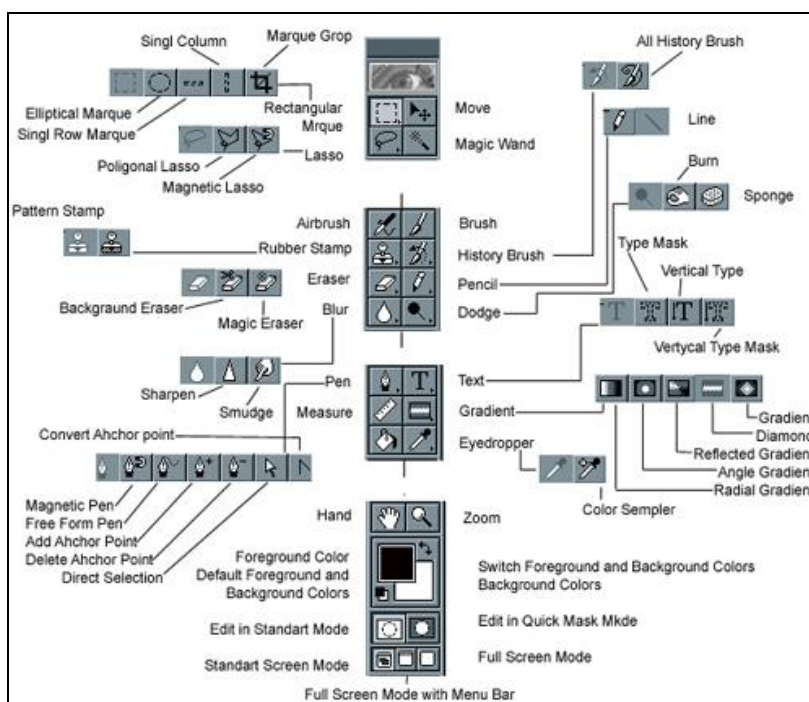 Singl Column
Marque Grop
All History Brush
Elliptical Marque
Singl Row Marque
Rectangular
Mrque
Move
Line
Poligonal Lasso
Lasso
Magnetic Lasso
Magic Wand
Burn
Sponge
Pattern Stamp
Airbrush
Brush
Rubber Stamp
History Brush
Type Mask
Eraser
Pencil
Vertical Type
Backgraund Eraser
Magic Eraser
Blur
Dodge
Vertycal Type Mask
Sharpen
Smudge
Pen
Text
Measure
Gradient
Gradien
Diamond
Reflected Gradien
Angle Gradien
Radial Gradien
Convert Ahchor point
Eyedropper
Color Sempler
Magnetic Pen
Free Form Pen
Add Ahchor Point
Delete Ahchor Point
Direct Selection
Hand
Zoom
Foreground Color
Default Foreground and
Background Colors
Switch Foreground and Background Colors
Background Colors
Edit in Standart Mode
Edit in Quick Mask Mkde
Standart Screen Mode
Full Screen Mode
Full Screen Mode with Menu Bar